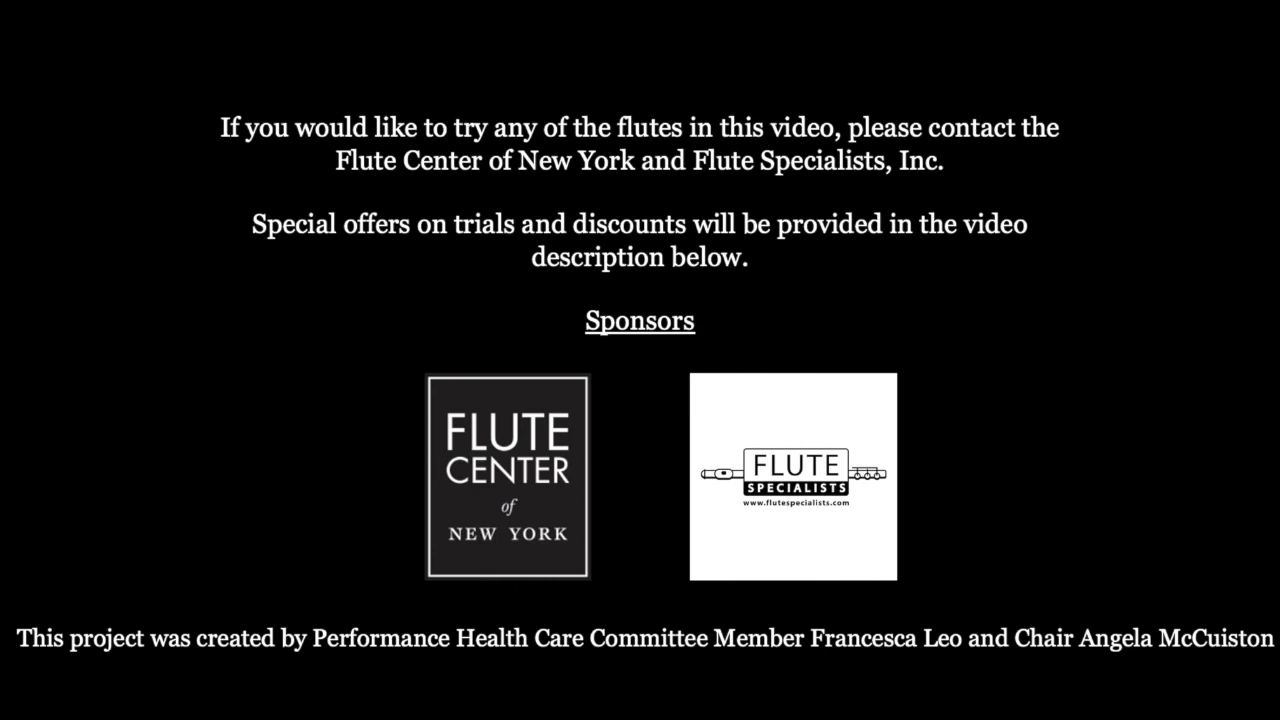 If you would like to try any of the flutes in this video, please contact the
Flute Center of New York and Flute Specialists, Inc.
Special offers on trials and discounts will be provided in the video
description below.
Sponsors
FLUTE
CENTER
of
NEW YORK
FLUTE
SPECIALISTS
www.flutespecialists.com
This project was created by Performance Health Care Committee Member Francesca Leo and Chair Angela McCuiston